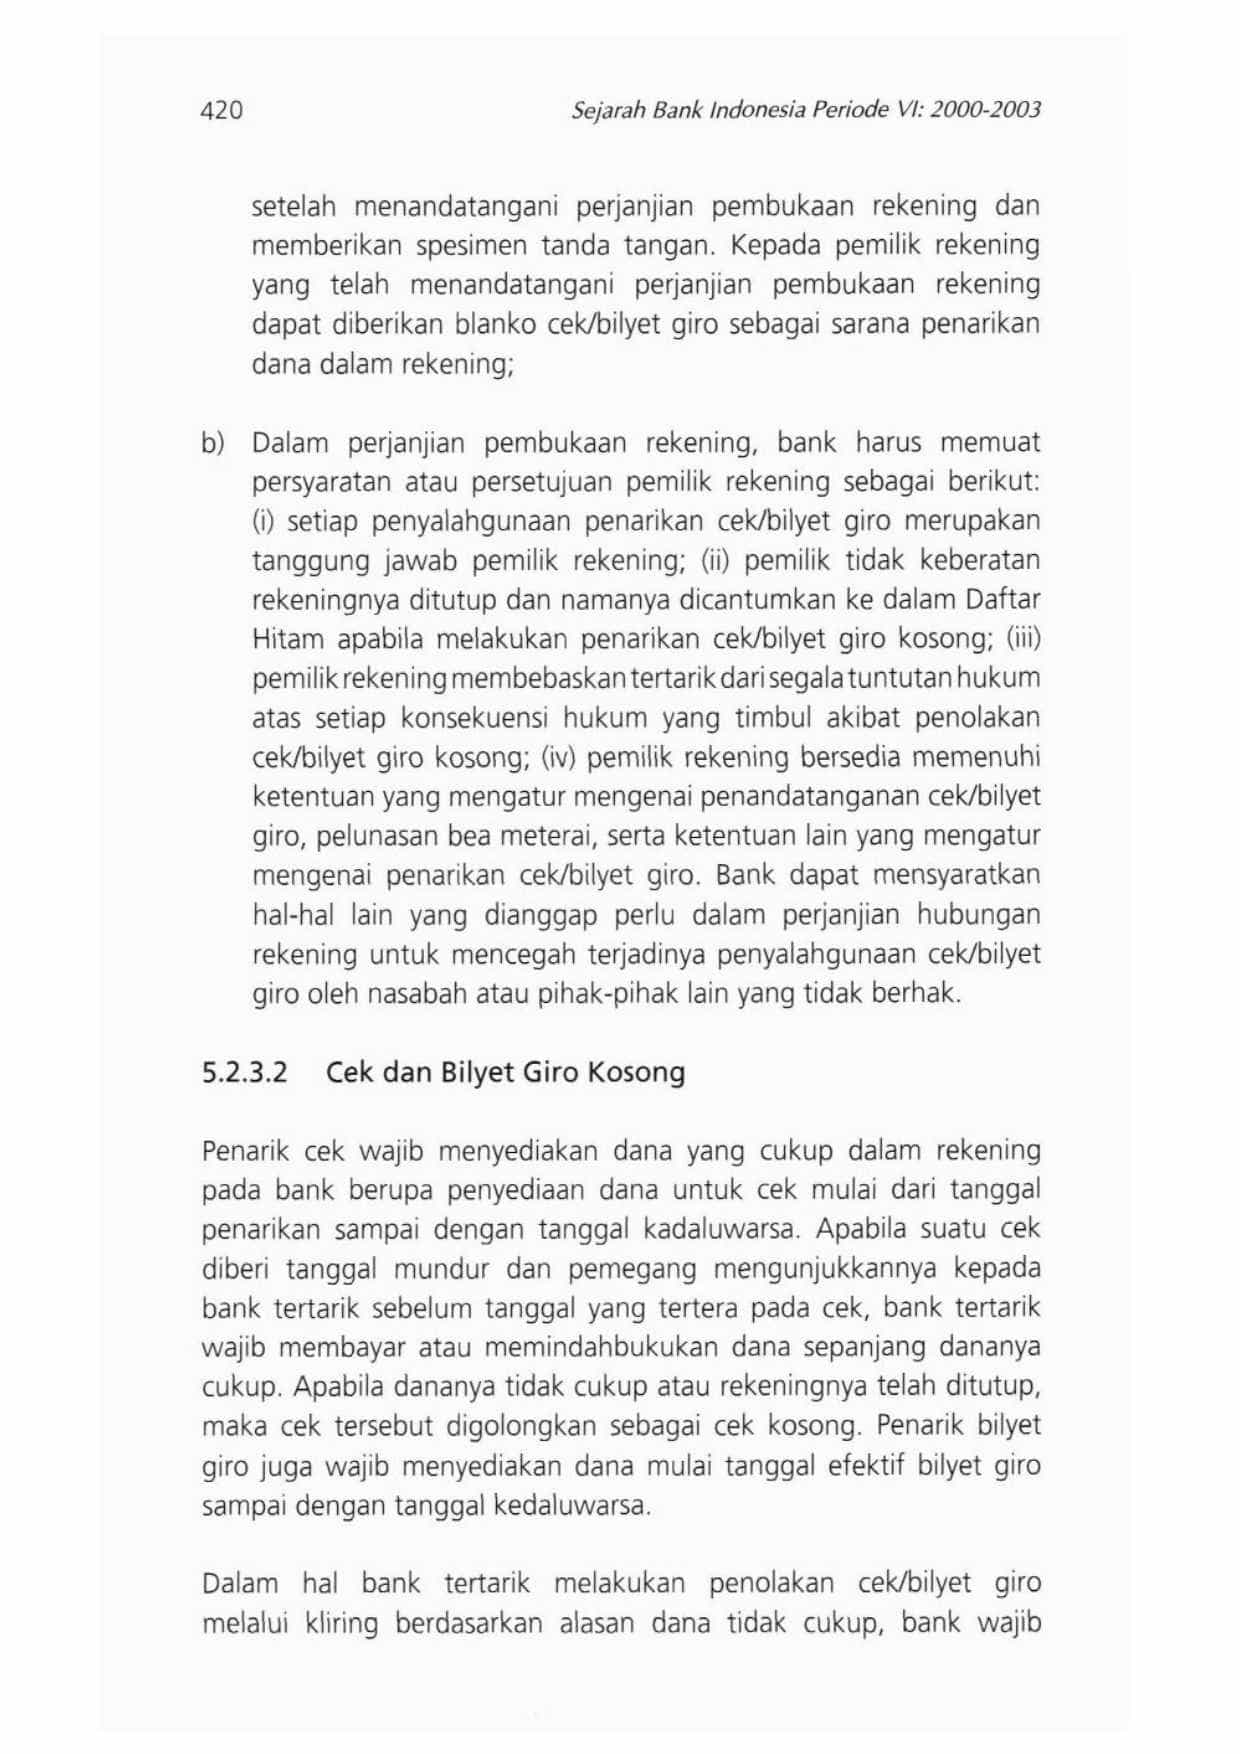 420
Sejarah Bank Indonesia Periode VI: 2000-2003
setelah menandatangani perjanjian pembukaan rekening dan
memberikan spesimen tanda tangan. Kepada pemilik rekening
yang telah menandatangani perjanjian pembukaan rekening
dapat diberikan blanko cek/bilyet giro sebagai sarana penarikan
dana dalam rekening;
b) Dalam perjanjian pembukaan rekening, bank harus memuat
persyaratan atau persetujuan pemilik rekening sebagai berikut:
(i) setiap penyalahgunaan penarikan cek/bilyet giro merupakan
tanggung jawab pemilik rekening; (ii) pemilik tidak keberatan
rekeningnya ditutup dan namanya dicantumkan ke dalam Daftar
Hitam apabila melakukan penarikan cek/bilyet giro kosong; (iii)
pemilik rekening membebaskan tertarik dari segala tuntutan hukum
atas setiap konsekuensi hukum yang timbul akibat penolakan
cek/bilyet giro kosong; (iv) pemilik rekening bersedia memenuhi
ketentuan yang mengatur mengenai penandatanganan cek/bilyet
giro, pelunasan bea meterai, serta ketentuan lain yang mengatur
mengenai penarikan cek/bilyet giro. Bank dapat mensyaratkan
hal-hal lain yang dianggap perlu dalam perjanjian hubungan
rekening untuk mencegah terjadinya penyalahgunaan cek/bilyet
giro oleh nasabah atau pihak-pihak lain yang tidak berhak.
5.2.3.2 Cek dan Bilyet Giro Kosong
Penarik cek wajib menyediakan dana yang cukup dalam rekening
pada bank berupa penyediaan dana untuk cek mulai dari tanggal
penarikan sampai dengan tanggal kadaluwarsa. Apabila suatu cek
diberi tanggal mundur dan pemegang mengunjukkannya kepada
bank tertarik sebelum tanggal yang tertera pada cek, bank tertarik
wajib membayar atau memindahbukukan dana sepanjang dananya
cukup. Apabila dananya tidak cukup atau rekeningnya telah ditutup,
maka cek tersebut digolongkan sebagai cek kosong. Penarik bilyet
giro juga wajib menyediakan dana mulai tanggal efektif bilyet giro
sampai dengan tanggal kedaluwarsa.
Dalam hal bank tertarik melakukan penolakan cek/bilyet giro
melalui kliring berdasarkan alasan dana tidak cukup, bank wajib